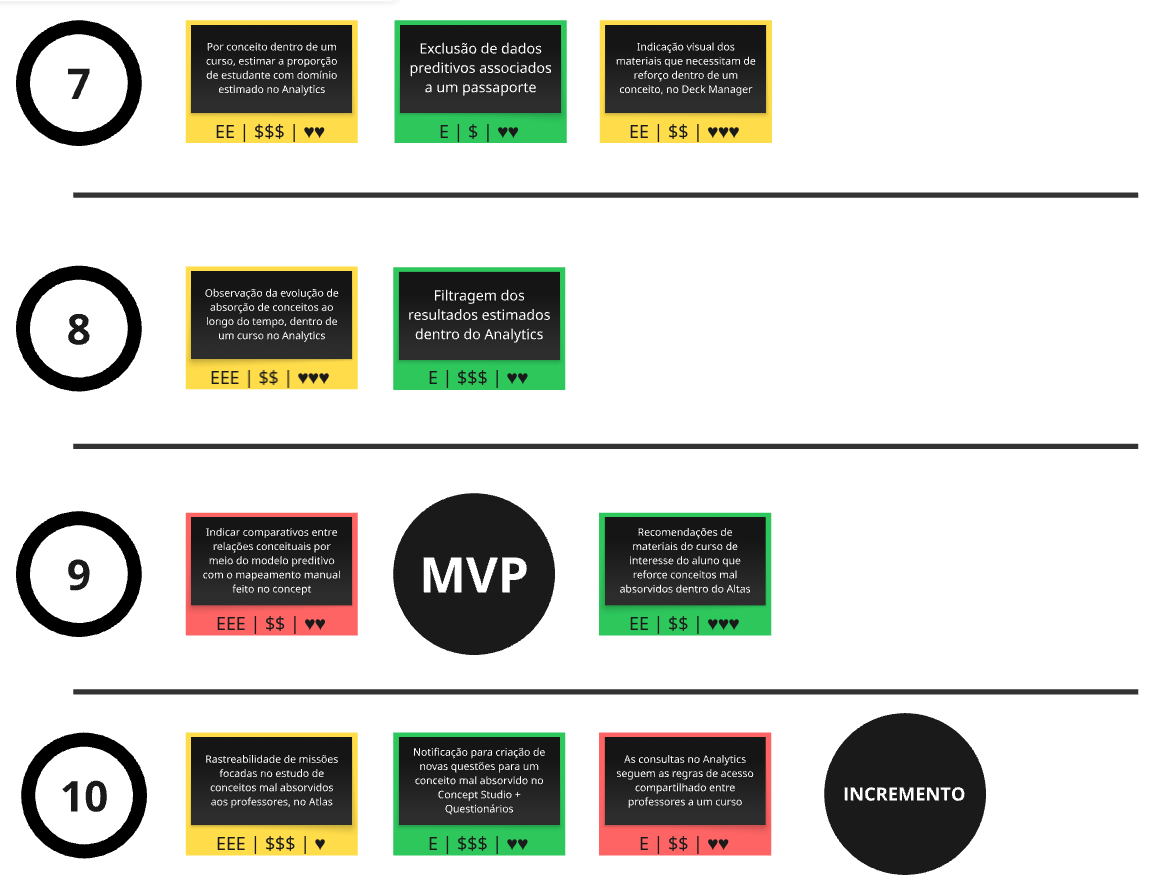 7
Por conceito dentro de um
curso, estimar a proporção
de estudante com domínio
estimado no Analytics
EE | $$$ | ♥♥
Exclusão de dados
preditivos associados
a um passaporte
E | $ | ♥♥
Indicação visual dos
materiais que necessitam de
reforço dentro de um
conceito, no Deck Manager
EE | $$ | ♥♥♥
8
Observação da evolução de
absorção de conceitos ao
longo do tempo, dentro de
um curso no Analytics
EEE | $$ | ♥♥♥
Filtragem dos
resultados estimados
dentro do Analytics
E | $$$ | ♥♥
9
Indicar comparativos entre
relações conceituais por
meio do modelo preditivo
com o mapeamento manual
feito no concept
EEE | $$ | ♥♥
MVP
Recomendações de
materiais do curso de
interesse do aluno que
reforce conceitos mal
absorvidos dentro do Altas
EE | $$ | ♥♥♥
10
Rastreabilidade de missões
focadas no estudo de
conceitos mal absorvidos
aos professores, no Atlas
EEE | $$$ | ♥
Notificação para criação de
novas questões para um
conceito mal absorvido no
Concept Studio +
Questionários
E | $$$ | ♥♥
As consultas no Analytics
seguem as regras de acesso
compartilhado entre
professores a um curso
E | $$ | ♥♥
INCREMENTO